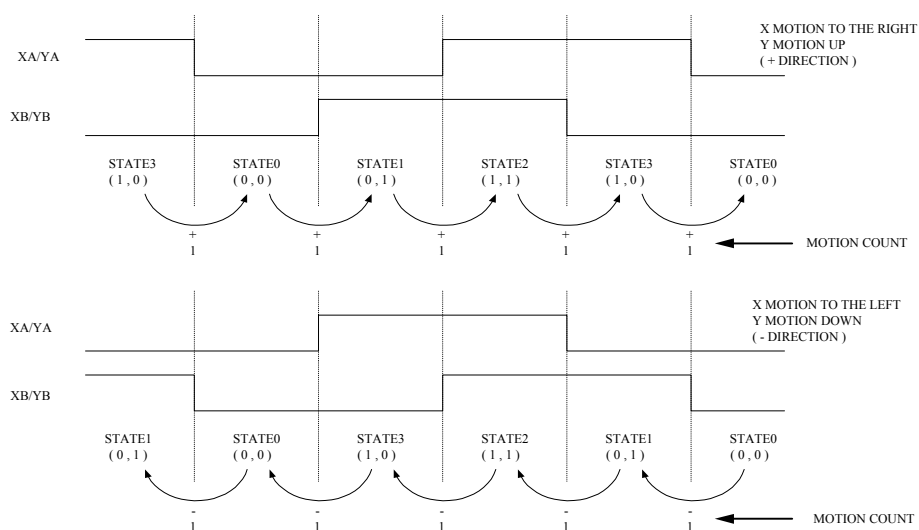 X MOTION TO THE RIGHT
Y MOTION UP
( + DIRECTION )
XA/YA
XB/YB
STATE3 STATE0 STATE1 STATE2 STATE3 STATE0
( 1 , 0 ) ( 0 , 0 ) ( 0 , 1 ) ( 1 , 1 ) ( 1 , 0 ) ( 0 , 0 )
+ + + + +
1 1 1 1 1
MOTION COUNT
X MOTION TO THE LEFT
Y MOTION DOWN
( - DIRECTION )
XA/YA
XB/YB
STATE1 STATE0 STATE3 STATE2 STATE1 STATE0
( 0 , 1 ) ( 0 , 0 ) ( 1 , 0 ) ( 1 , 1 ) ( 0 , 1 ) ( 0 , 0 )
- - - - -
1 1 1 1 1
MOTION COUNT